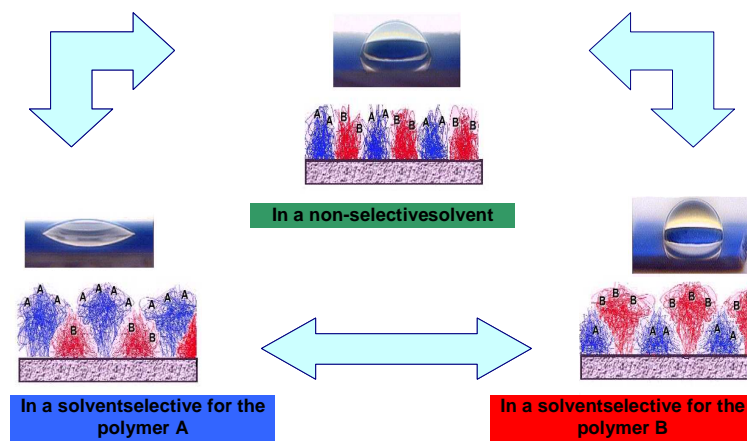 A A B B A A B B A A B B
In a non-selectivesolvent
A A A A A A A A A A A A
B B B
B B B B B B B B B
A A A A A
In a solventselective for the
polymer A
In a solventselective for the
polymer B